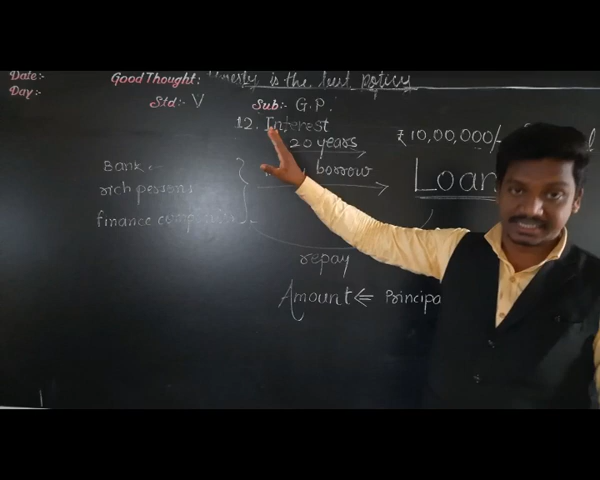 Date:-
Good Thought: Honesty is the best policy
Day:-
Std:- V
Sub:- G.P.
12. Interest
20 years
₹10,00,000/-
Bank
borrow
Loan
rich persons
finance
repay
Amount ⇐ Principa